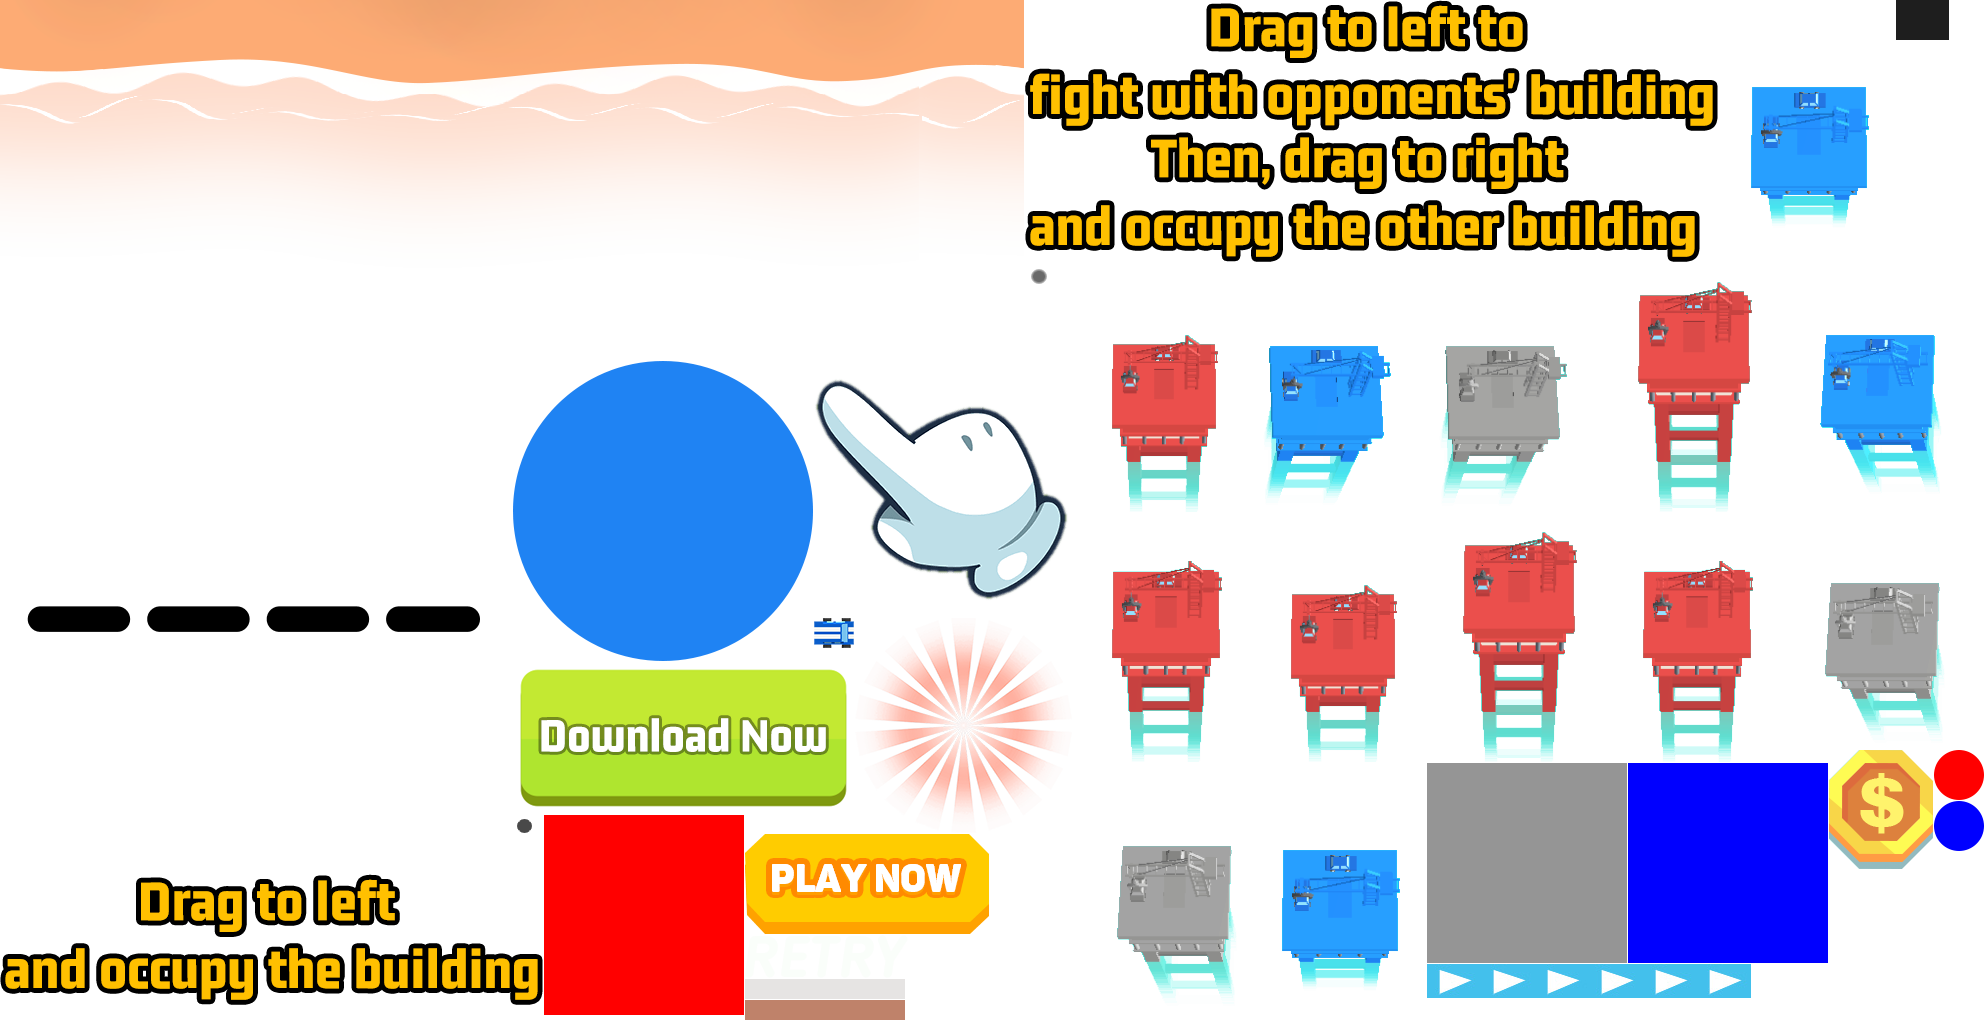 Drag to left to
fight with opponents' building
Then, drag to right
and occupy the other building
Download Now
PLAY NOW
RETRY
Drag to left
and occupy the building
$